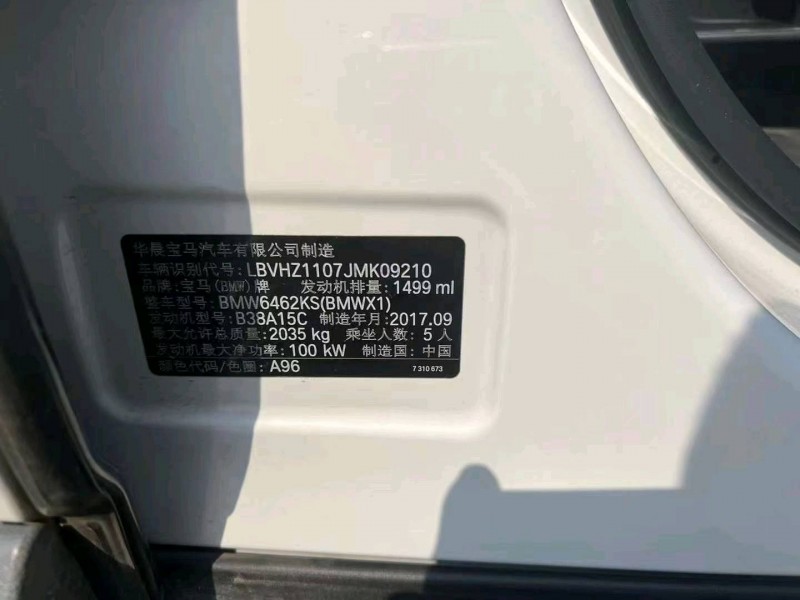 华晨宝马汽车有限公司制造
车辆识别代号: LBVHZ1107JMK09210
品牌: 宝马(BMW)牌 发动机排量: 1499 ml
整车型号: BMW6462KS(BMWX1)
发动机型号: B38A15C 制造年月: 2017.09
最大允许总质量: 2035 kg 乘坐人数: 5 人
发动机最大净功率: 100 kW 制造国: 中国
颜色代码/色圈: A96 7 310 673